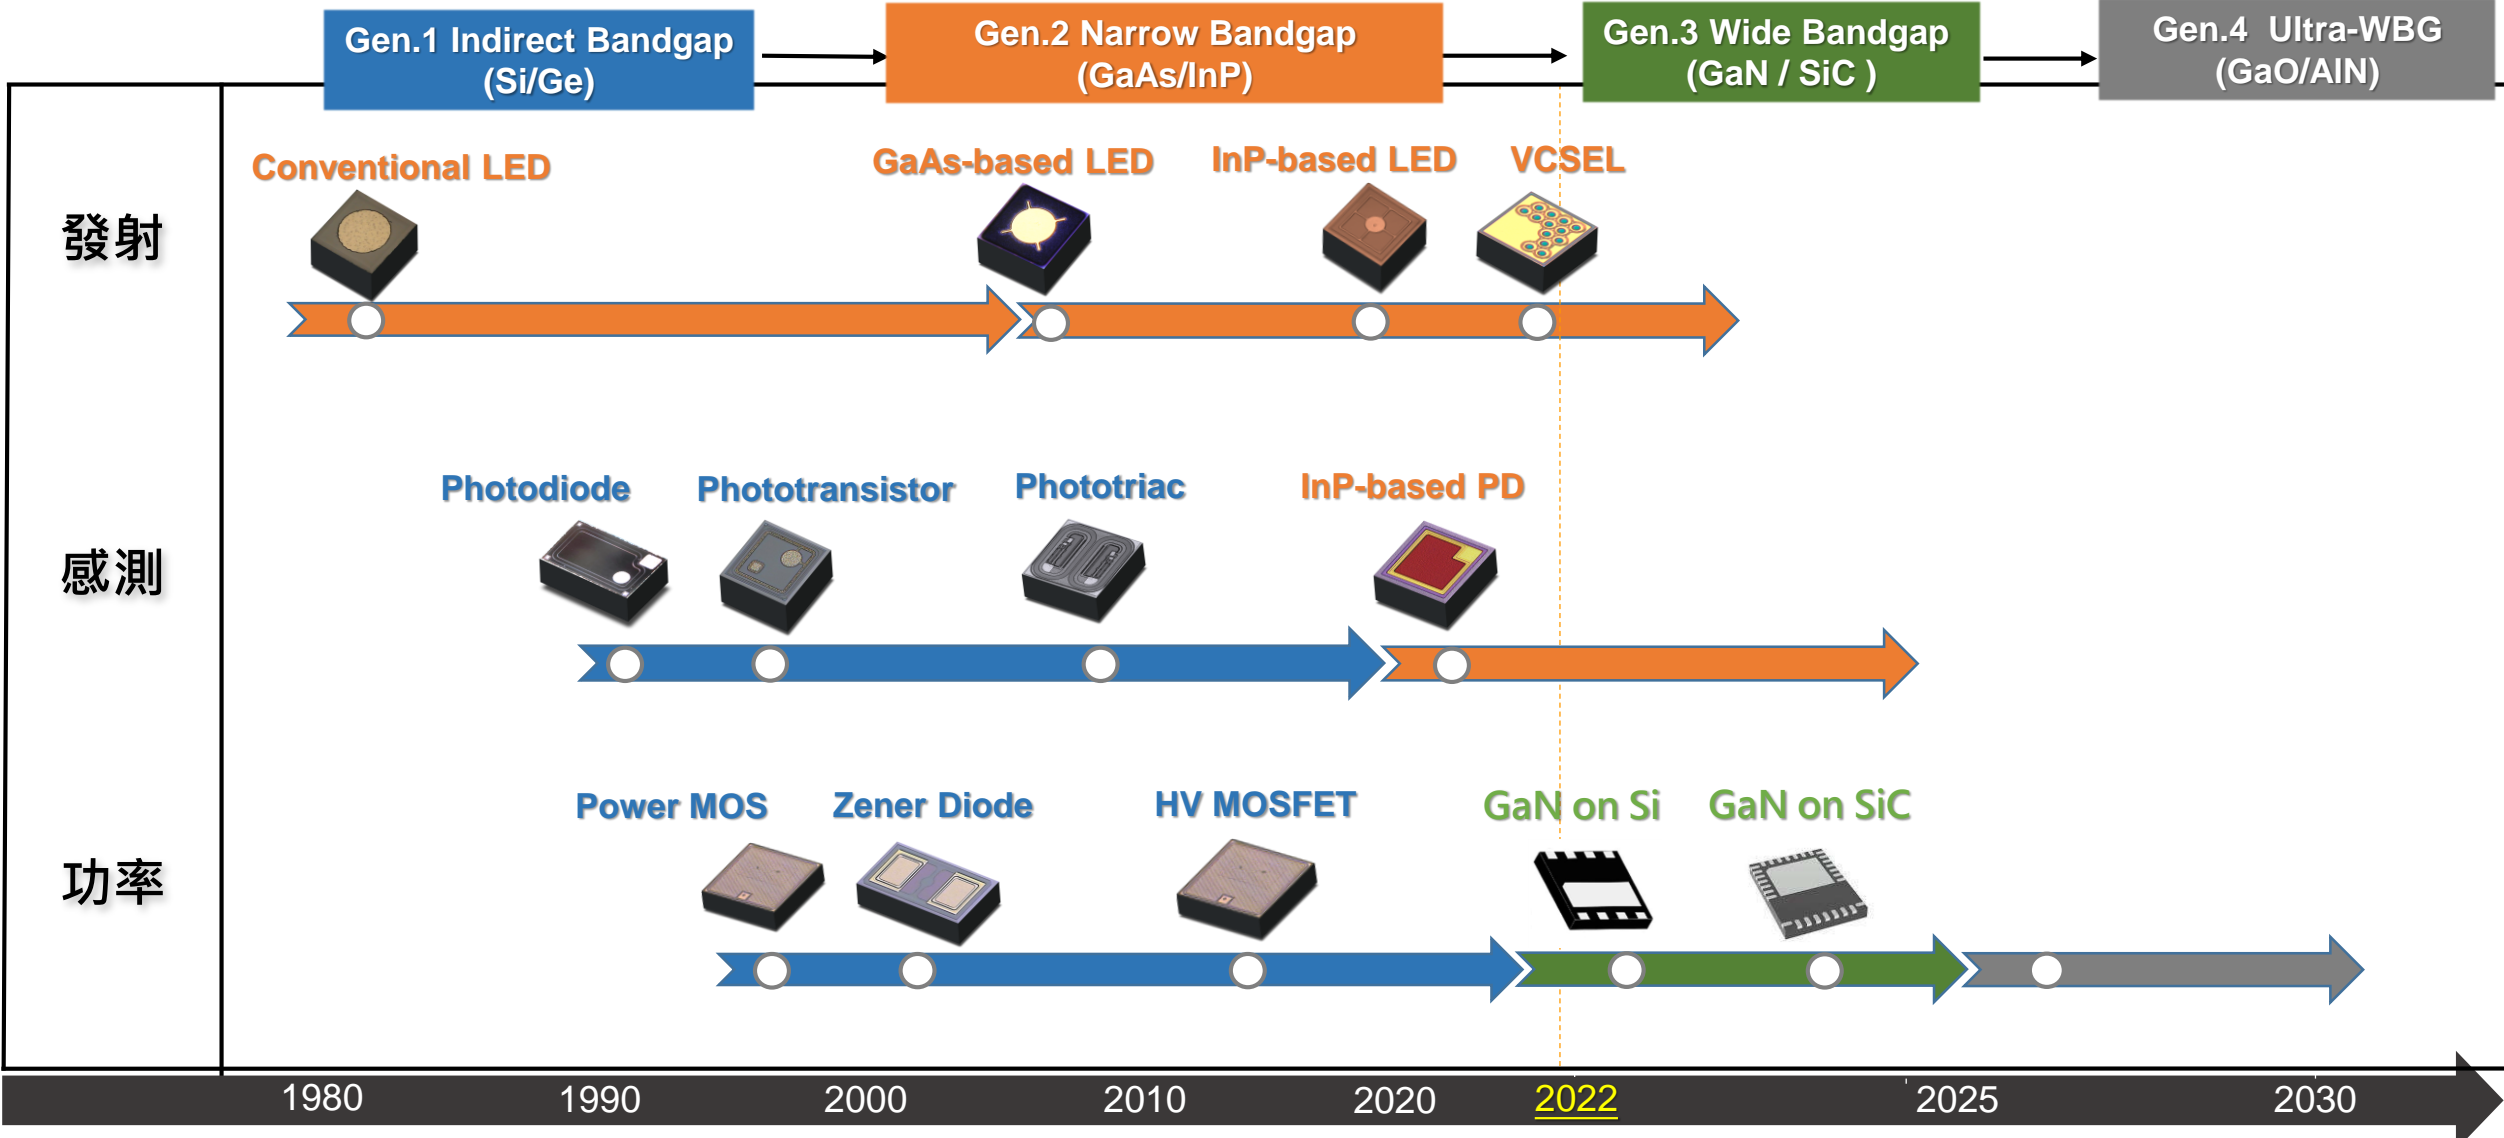 Gen.1 Indirect Bandgap
(Si/Ge)
Gen.2 Narrow Bandgap
(GaAs/InP)
Gen.3 Wide Bandgap
(GaN / SiC )
Gen.4 Ultra-WBG
(GaO/AlN)
發射
Conventional LED
GaAs-based LED
InP-based LED
VCSEL
感測
Photodiode
Phototransistor
Phototriac
InP-based PD
功率
Power MOS
Zener Diode
HV MOSFET
GaN on Si
GaN on SiC
1980
1990
2000
2010
2020
2022
2025
2030